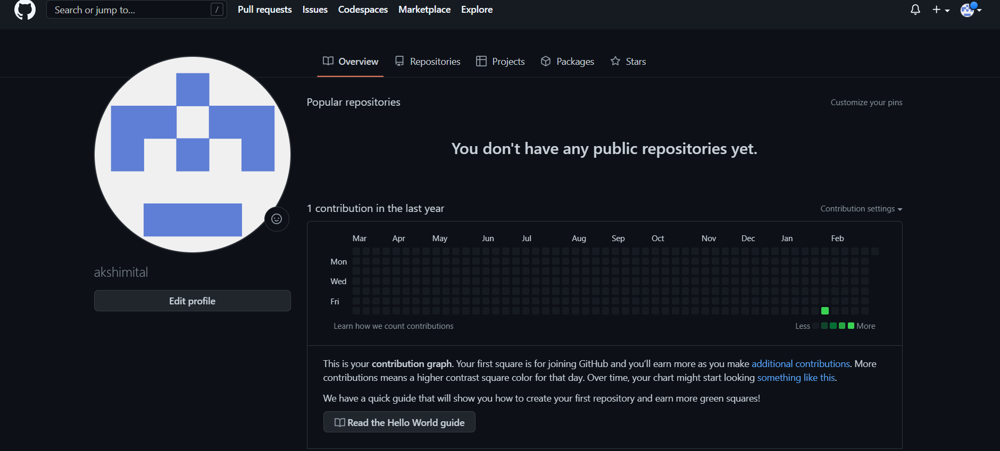 Search or jump to... / Pull requests Issues Codespaces Marketplace Explore
Overview Repositories Projects Packages Stars
akshimital
Edit profile
Popular repositories Customize your pins
You don't have any public repositories yet.
1 contribution in the last year Contribution settings
Mar Apr May Jun Jul Aug Sep Oct Nov Dec Jan Feb
Mon
Wed
Fri
Learn how we count contributions Less More
This is your contribution graph. Your first square is for joining GitHub and you’ll earn more as you make additional contributions. More
contributions means a higher contrast square color for that day. Over time, your chart might start looking something like this.
We have a quick guide that will show you how to create your first repository and earn more green squares!
Read the Hello World guide